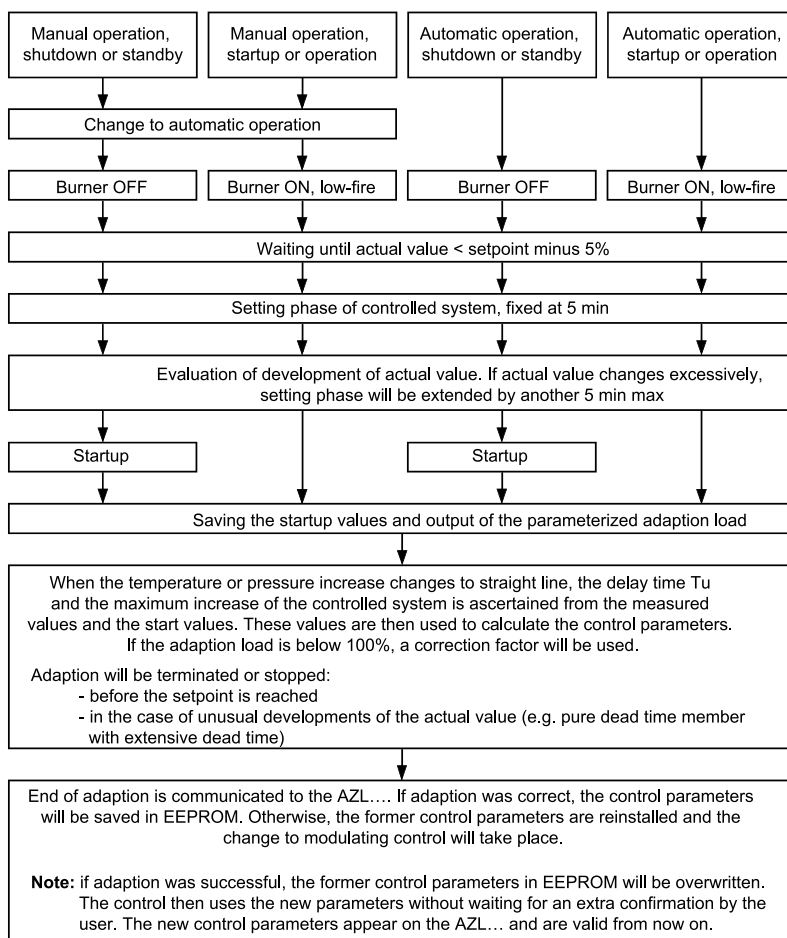 Manual operation,
shutdown or standby
Manual operation,
startup or operation
Automatic operation,
shutdown or standby
Automatic operation,
startup or operation
Change to automatic operation
Burner OFF
Burner ON, low-fire
Burner OFF
Burner ON, low-fire
Waiting until actual value < setpoint minus 5%
Setting phase of controlled system, fixed at 5 min
Evaluation of development of actual value. If actual value changes excessively,
setting phase will be extended by another 5 min max
Startup
Startup
Saving the startup values and output of the parameterized adaption load
When the temperature or pressure increase changes to straight line, the delay time Tu
and the maximum increase of the controlled system is ascertained from the measured
values and the start values. These values are then used to calculate the control parameters.
If the adaption load is below 100%, a correction factor will be used.
Adaption will be terminated or stopped:
- before the setpoint is reached
- in the case of unusual developments of the actual value (e.g. pure dead time member
with extensive dead time)
End of adaption is communicated to the AZL.... If adaption was correct, the control parameters
will be saved in EEPROM. Otherwise, the former control parameters are reinstalled and the
change to modulating control will take place.
Note: if adaption was successful, the former control parameters in EEPROM will be overwritten.
The control then uses the new parameters without waiting for an extra confirmation by the
user. The new control parameters appear on the AZL... and are valid from now on.